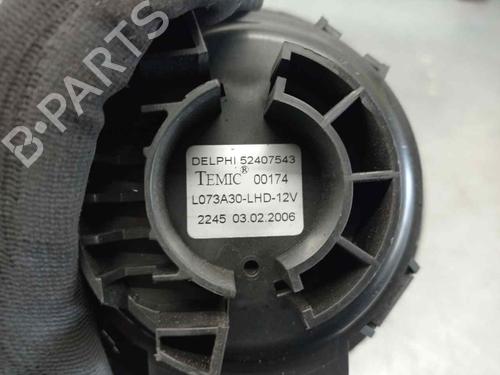 B-PARTS
DELPHI 52407543
TEMIC® 00174
L073A30-LHD-12V
2245 03.02.2006